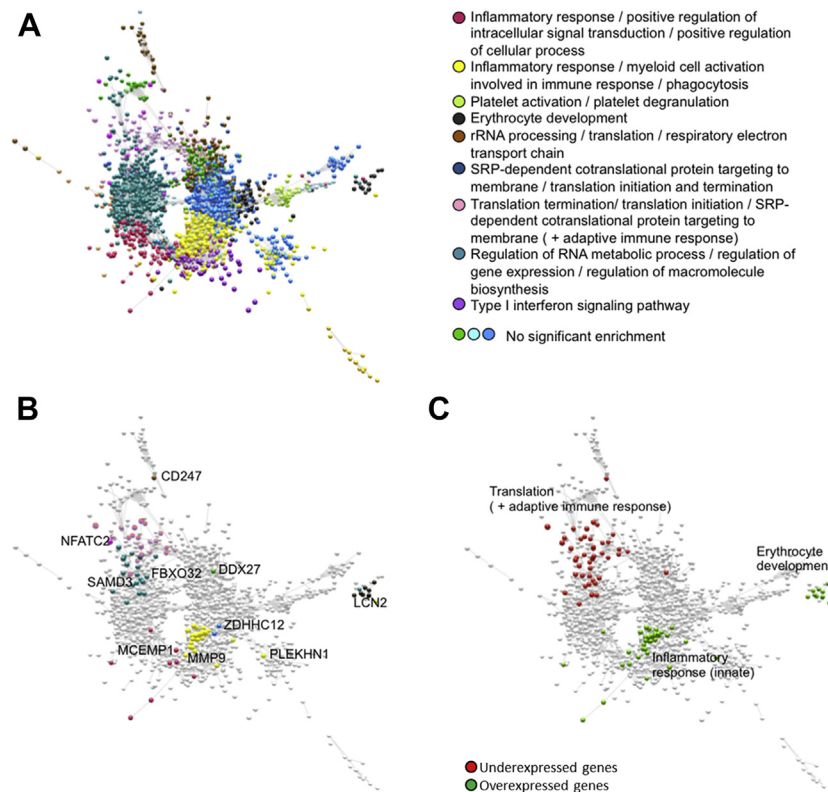 A
Inflammatory response / positive regulation of
intracellular signal transduction / positive regulation
of cellular process
Inflammatory response / myeloid cell activation
involved in immune response / phagocytosis
Platelet activation / platelet degranulation
Erythrocyte development
rRNA processing / translation / respiratory electron
transport chain
SRP-dependent cotranslational protein targeting to
membrane / translation initiation and termination
Translation termination/ translation initiation / SRP-
dependent cotranslational protein targeting to
membrane ( + adaptive immune response)
Regulation of RNA metabolic process / regulation of
gene expression / regulation of macromolecule
biosynthesis
Type I interferon signaling pathway
No significant enrichment
B
CD247
NFATC2
FBXO32
DDX27
SAMD3
LCN2
ZDHHC12
MCEMP1
MMP9
PLEKHN1
C
Translation
( + adaptive immune response)
Erythrocyte
development
Inflammatory
response (innate)
Underexpressed genes
Overexpressed genes